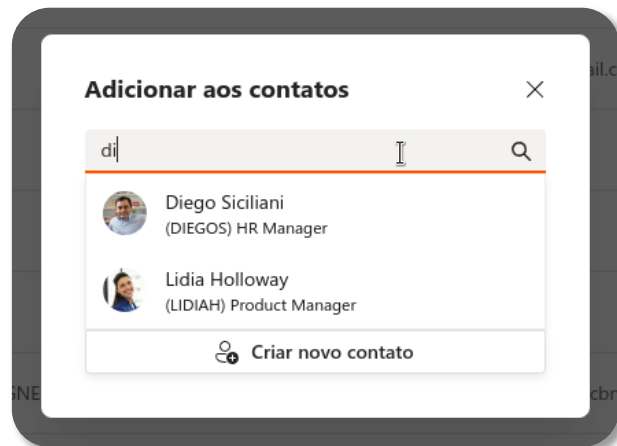 Adicionar aos contatos
di
Diego Siciliani
(DIEGOS) HR Manager
Lidia Holloway
(LIDIAH) Product Manager
Criar novo contato